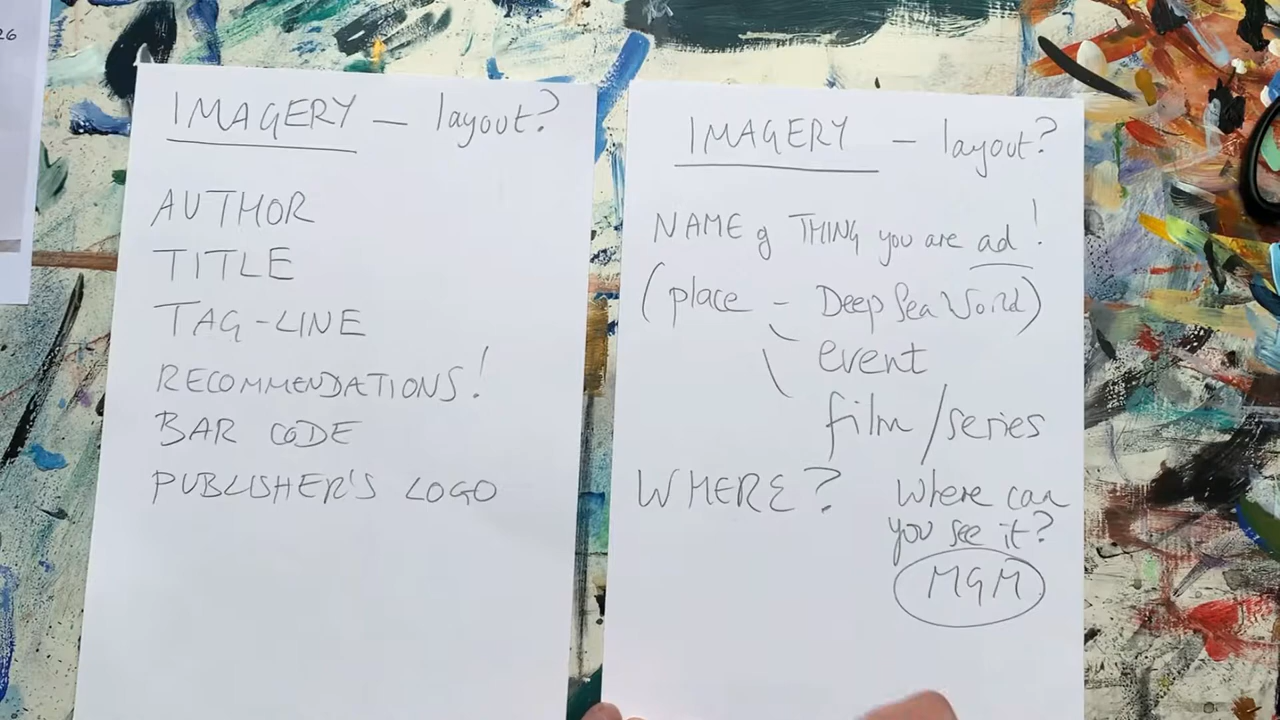 26
IMAGERY - layout?
AUTHOR
TITLE
TAG-LINE
RECOMMENDATIONS!
BAR CODE
PUBLISHER'S LOGO
IMAGERY - layout?
NAME of THING you are ad!
(place - Deep Sea World)
event
film/series
WHERE? Where can
you see it?
MGM